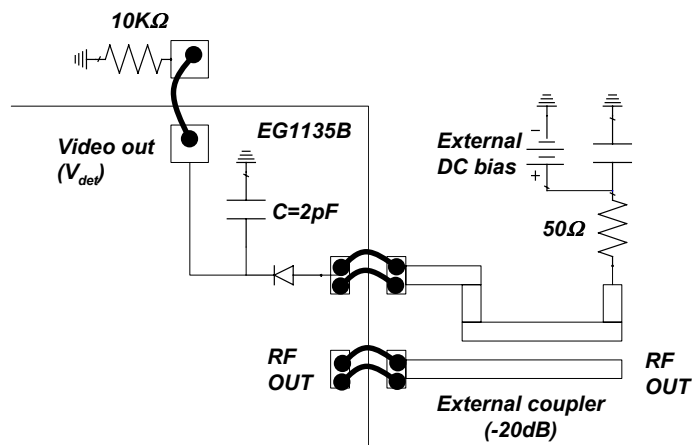 10KΩ
EG1135B
Video out
(Vdet)
C=2pF
External
DC bias
−
+
50Ω
RF
OUT
RF
OUT
External coupler
(-20dB)